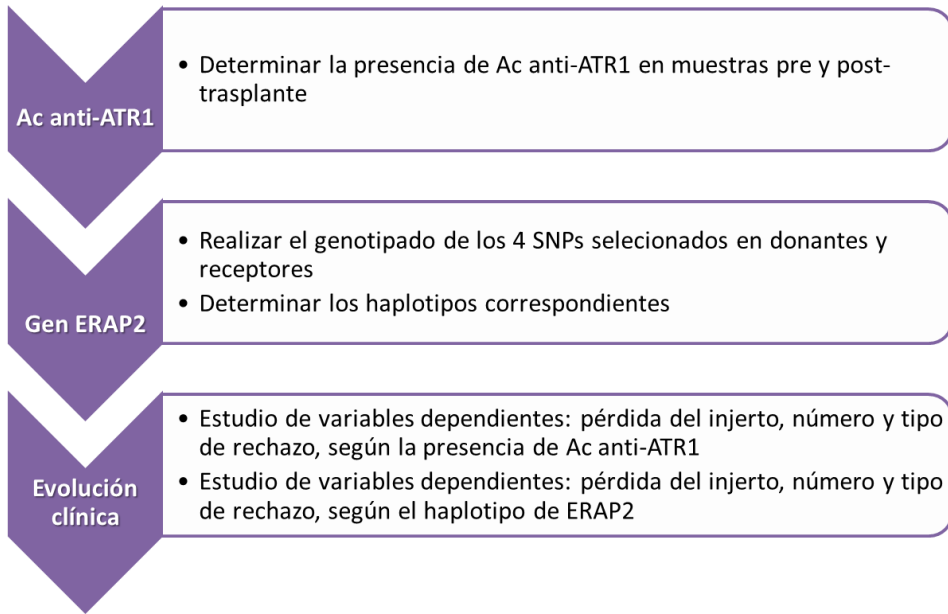 Ac anti-ATR1
• Determinar la presencia de Ac anti-ATR1 en muestras pre y post-
trasplante
Gen ERAP2
• Realizar el genotipado de los 4 SNPs selecionados en donantes y
receptores
• Determinar los haplotipos correspondientes
Evolución
clínica
• Estudio de variables dependientes: pérdida del injerto, número y tipo
de rechazo, según la presencia de Ac anti-ATR1
• Estudio de variables dependientes: pérdida del injerto, número y tipo
de rechazo, según el haplotipo de ERAP2